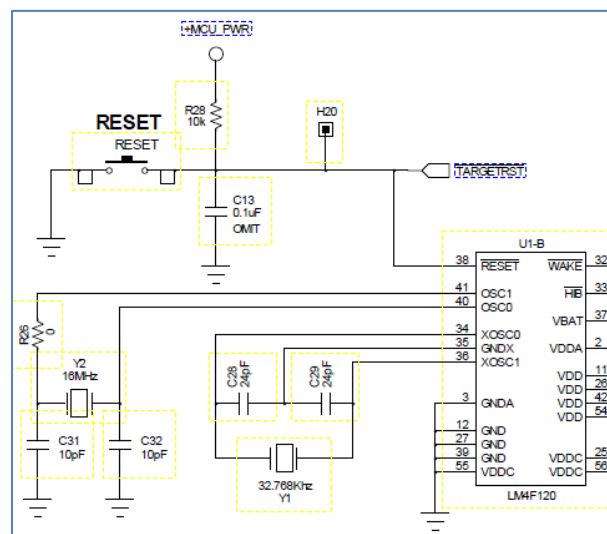 +MCU_PWR
R28
10k
H20
RESET
RESET
TARGETRST
C13
0.1uF
OMIT
U1-B
38
RESET
WAKE
32
41
OSC1
HIB
33
40
OSC0
VBAT
37
34
XOSC0
35
GNDX
VDDA
2
36
XOSC1
VDD
11
VDD
26
3
GNDA
VDD
42
VDD
54
12
GND
27
GND
39
GND
VDDC
25
55
VDDC
VDDC
56
LM4F120
R26
0
Y2
16MHz
C28
24pF
C29
24pF
C31
10pF
C32
10pF
32.768Khz
Y1